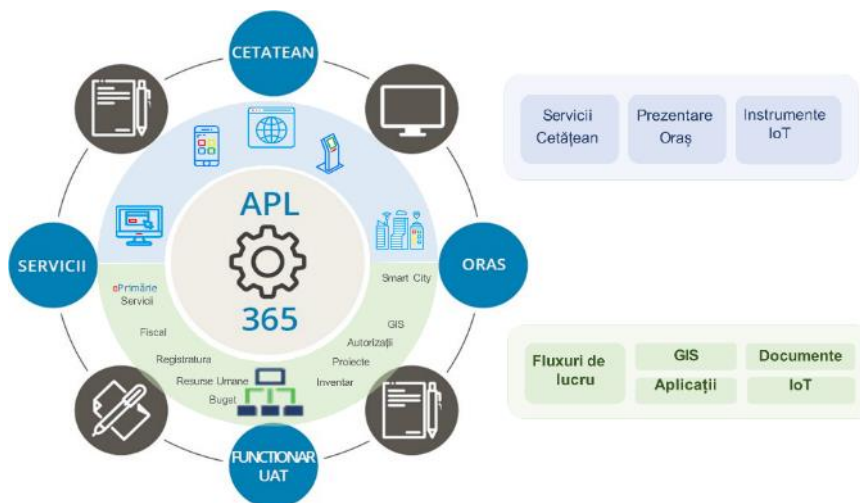 CETATEAN
APL
365
SERVICII
ORAS
ePrimărie
Servicii
Fiscal
Registratura
Resurse Umane
Buget
Smart City
GIS
Autorizații
Proiecte
Inventar
FUNCTIONAR
UAT
Servicii
Cetățean
Prezentare
Oraș
Instrumente
IoT
Fluxuri de
lucru
GIS
Aplicații
Documente
IoT